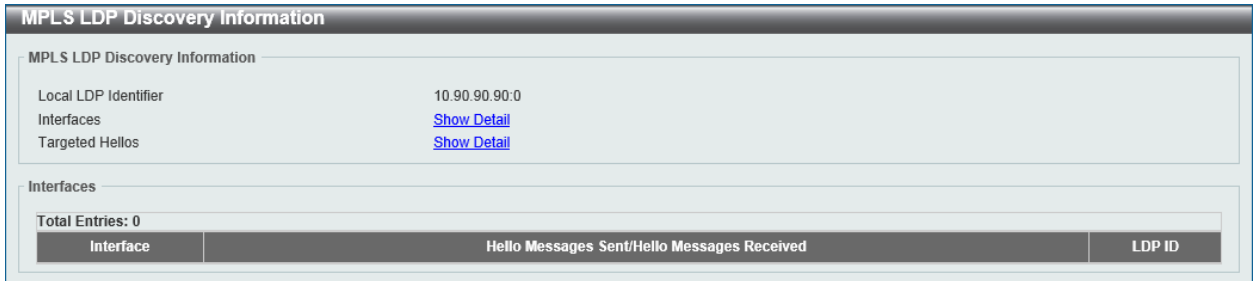 MPLS LDP Discovery Information
MPLS LDP Discovery Information
Local LDP Identifier 10.90.90.90:0
Interfaces Show Detail
Targeted Hellos Show Detail
Interfaces
Total Entries: 0
Interface Hello Messages Sent/Hello Messages Received LDP ID